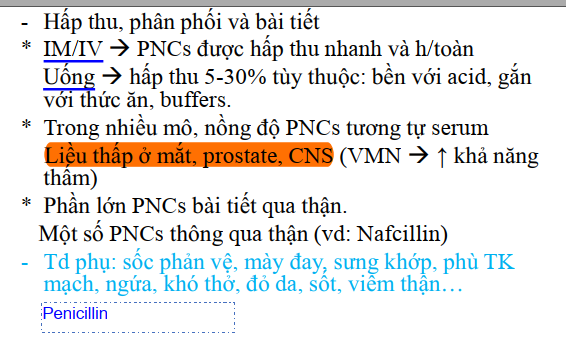 - Hấp thu, phân phối và bài tiết
* IM/IV → PNCs được hấp thu nhanh và h/toàn
Uống → hấp thu 5-30% tùy thuộc: bền với acid, gắn
với thức ăn, buffers.
* Trong nhiều mô, nồng độ PNCs tương tự serum
Liều thấp ở mắt, prostate, CNS (VMN → ↑ khả năng
thấm)
* Phần lớn PNCs bài tiết qua thận.
Một số PNCs thông qua thận (vd: Nafcillin)
- Td phụ: sốc phản vệ, mày đay, sưng khớp, phù TK
mạch, ngứa, khó thở, đỏ da, sốt, viêm thận…
Penicillin